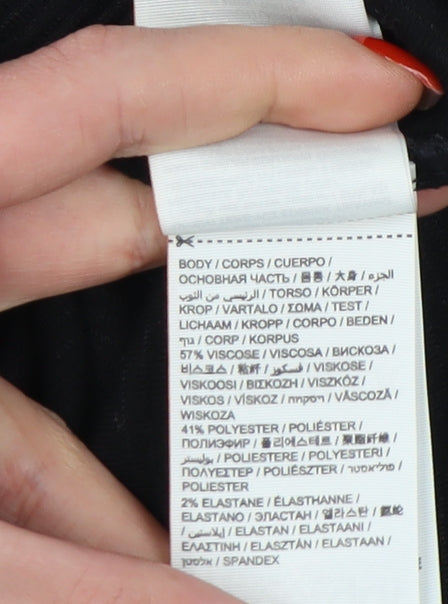 BODY / CORPS / CUERPO /
ОСНОВНАЯ ЧАСТЬ / 몸통 / 大身 / الجزء
الرئيسى من الثوب / TORSO / KÖRPER /
KROP / VARTALO / ΣΩΜΑ / TEST /
LICHAAM / KROPP / CORPO / BEDEN /
גוף / CORP / KORPUS
57% VISCOSE / VISCOSA / ВИСКОЗА /
비스코스 / 粘纤 / فسكوز / VISKOSE /
VISKOOSI / ΒΙΣΚΟΖΗ / VISZKÓZ /
VISKOS / VÍSKOZ / ויסקוזה / VÂSCOZĂ /
WISKOZA
41% POLYESTER / POLIÉSTER /
ПОЛИЭФИР / 폴리에스테르 / 聚酯纤维 /
بوليستر / POLIESTERE / POLYESTERI /
ΠΟΛΥΕΣΤΕΡ / POLIÉSZTER / פוליאסטר /
POLIESTER
2% ELASTANE / ÉLASTHANNE /
ELASTANO / ЭЛАСТАН / 엘라스탄 /
إيلاستين / ELASTAN / ELASTAANI /
ΕΛΑΣΤΙΝΗ / ELASZTÁN / ELASTAAN /
אלסטן / SPANDEX